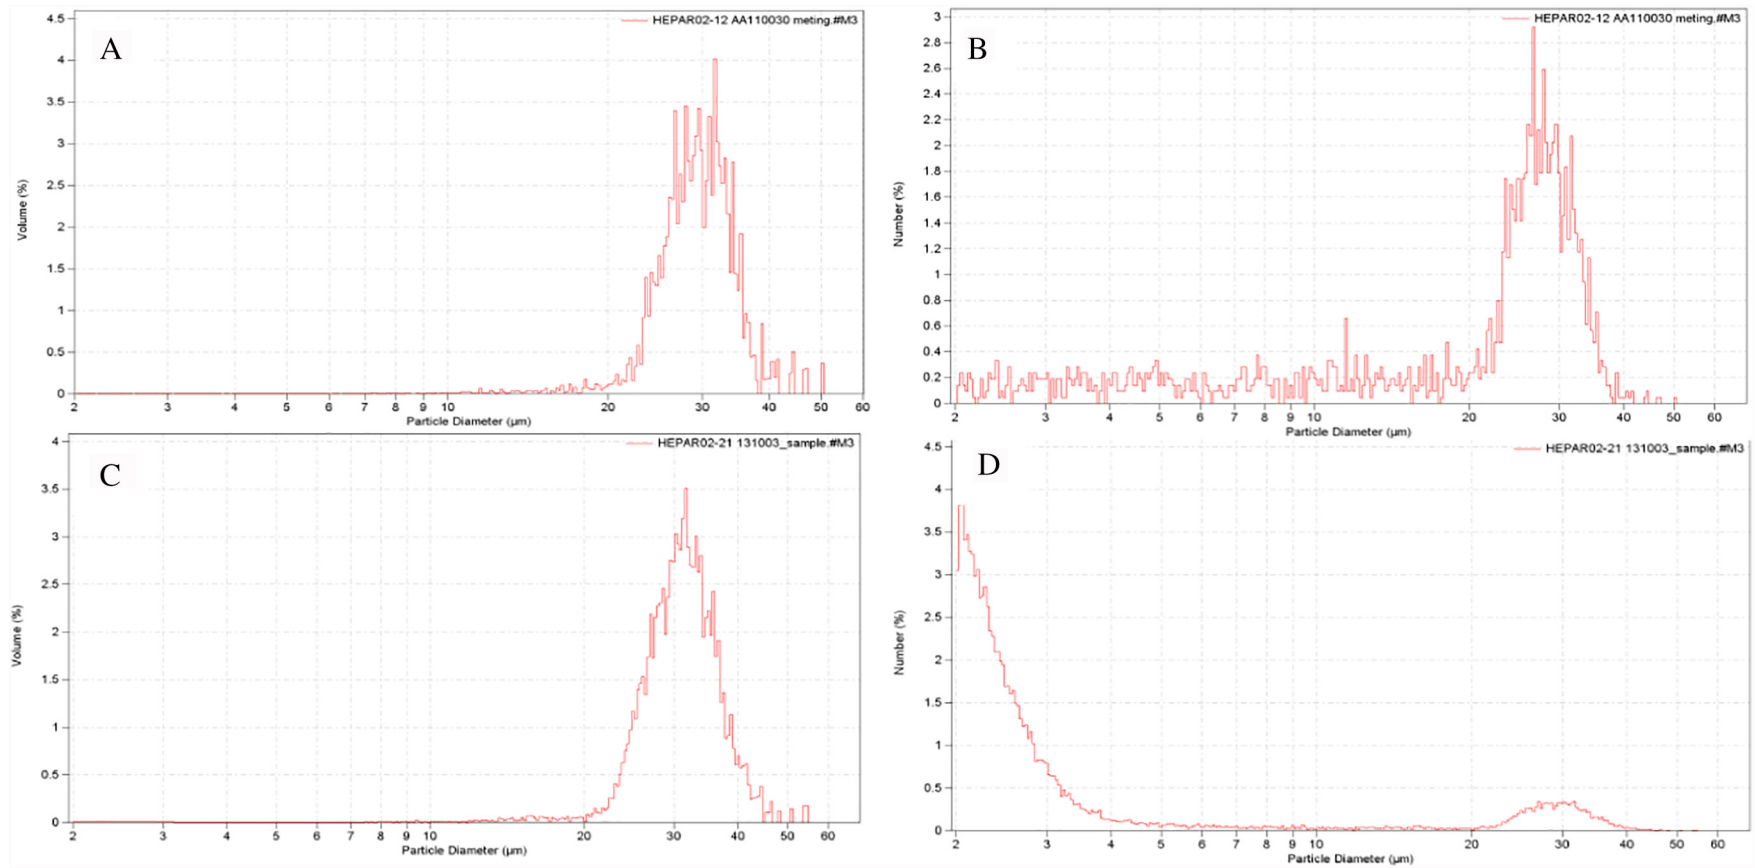 A
HEPAR02-12 AA110030 meting.#M3
4.5
4
3.5
3
2.5
2
1.5
1
0.5
0
Volume (%)
2 3 4 5 6 7 8 9 10 20 30 40 50 60
Particle Diameter (µm)
B
HEPAR02-12 AA110030 meting.#M3
3
2.8
2.6
2.4
2.2
2
1.8
1.6
1.4
1.2
1
0.8
0.6
0.4
0.2
0
Number (%)
2 3 4 5 6 7 8 9 10 20 30 40 50 60
Particle Diameter (µm)
C
HEPAR02-21 131003_sample.#M3
4
3.5
3
2.5
2
1.5
1
0.5
0
Volume (%)
2 3 4 5 6 7 8 9 10 20 30 40 50 60
Particle Diameter (µm)
D
HEPAR02-21 131003_sample.#M3
4.5
4
3.5
3
2.5
2
1.5
1
0.5
0
Number (%)
2 3 4 5 6 7 8 9 10 20 30 40 50 60
Particle Diameter (µm)